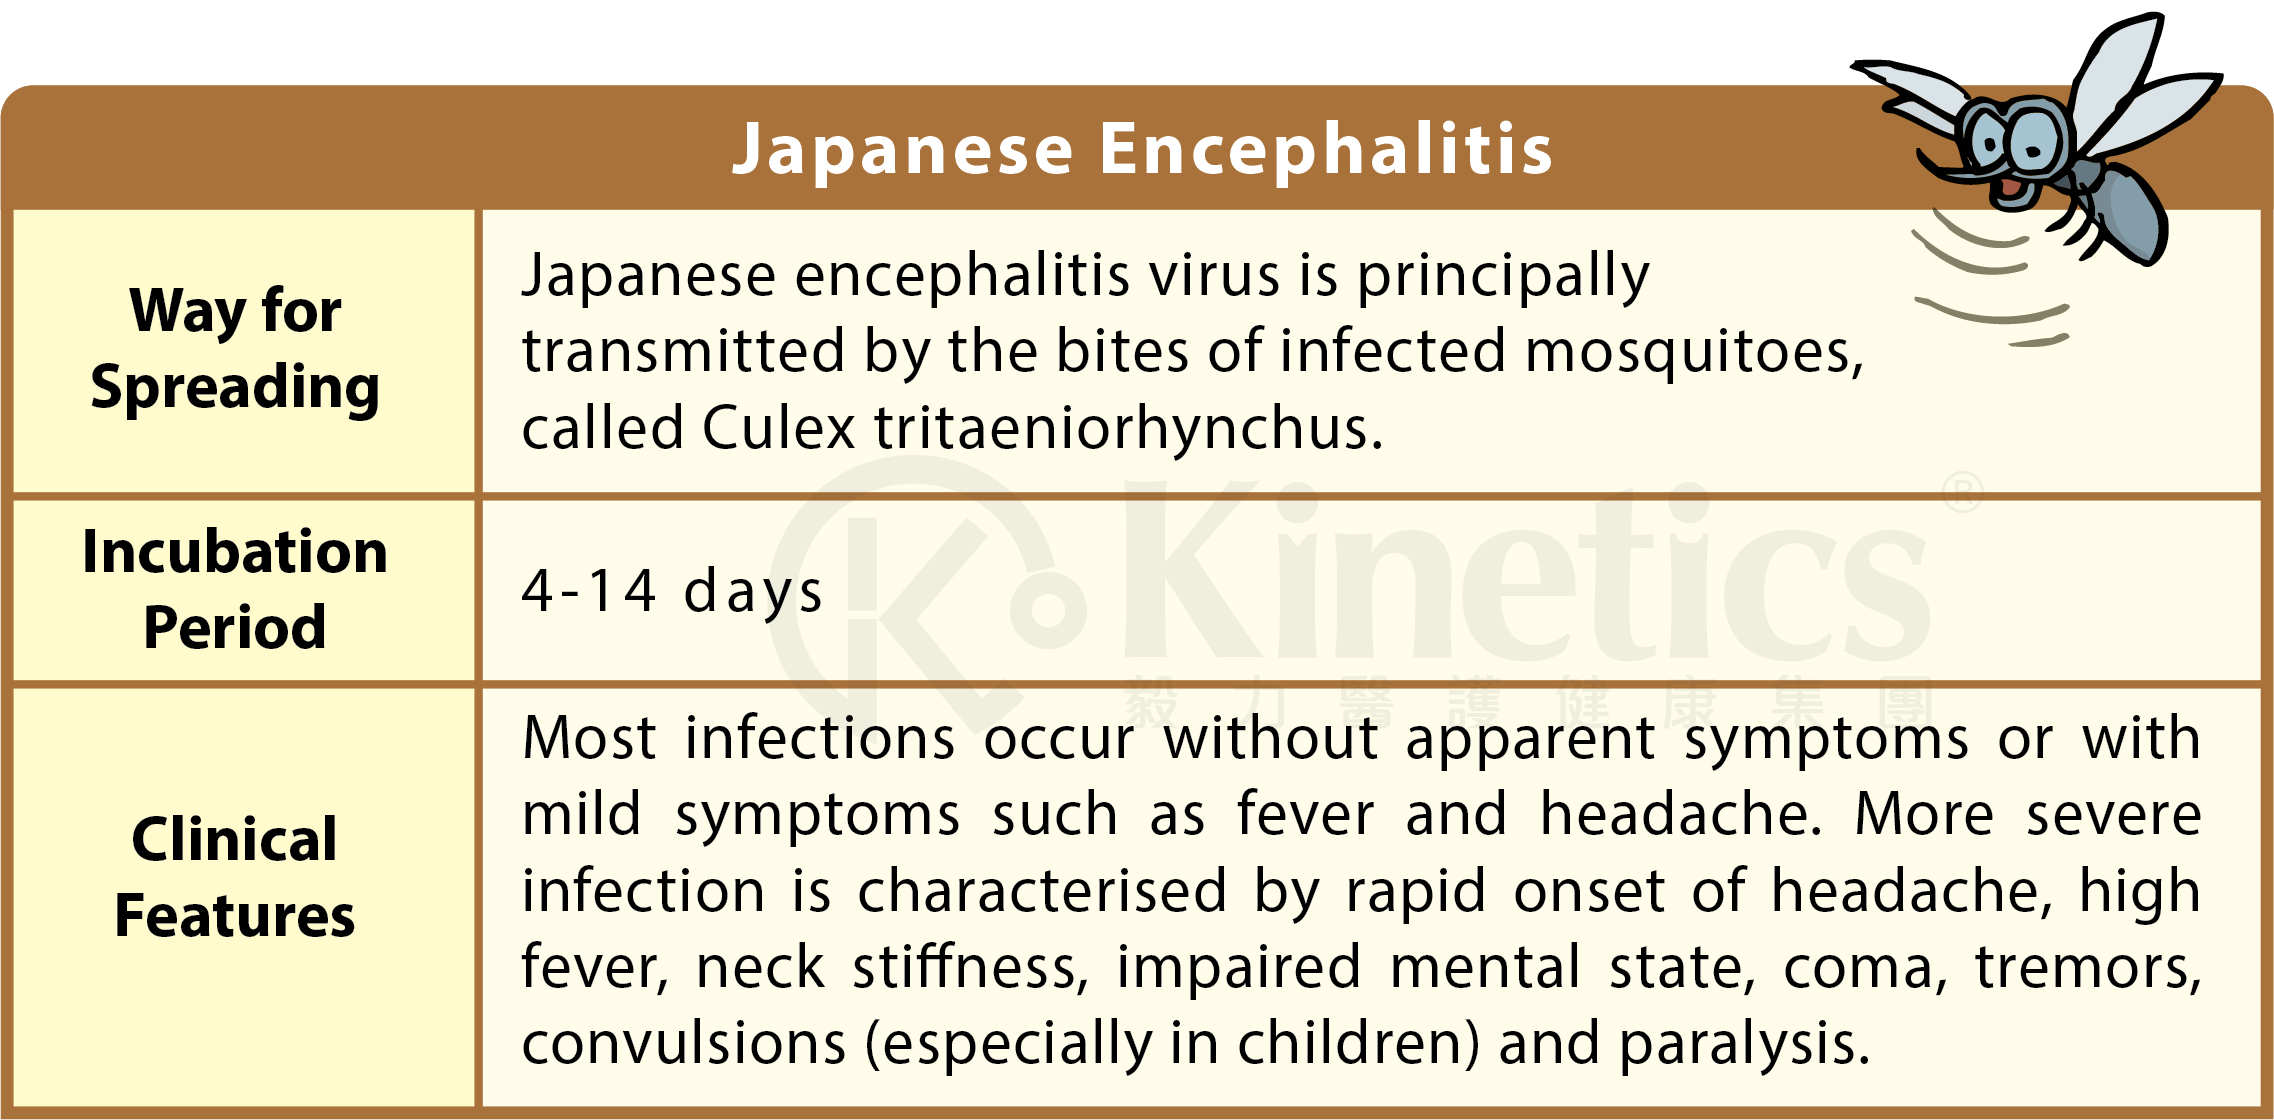 Japanese Encephalitis
Way for
Spreading
Japanese encephalitis virus is principally
transmitted by the bites of infected mosquitoes,
called Culex tritaeniorhynchus.
Incubation
Period
4-14 days
Kinetics®
毅力醫護健康集團
Clinical
Features
Most infections occur without apparent symptoms or with
mild symptoms such as fever and headache. More severe
infection is characterised by rapid onset of headache, high
fever, neck stiffness, impaired mental state, coma, tremors,
convulsions (especially in children) and paralysis.